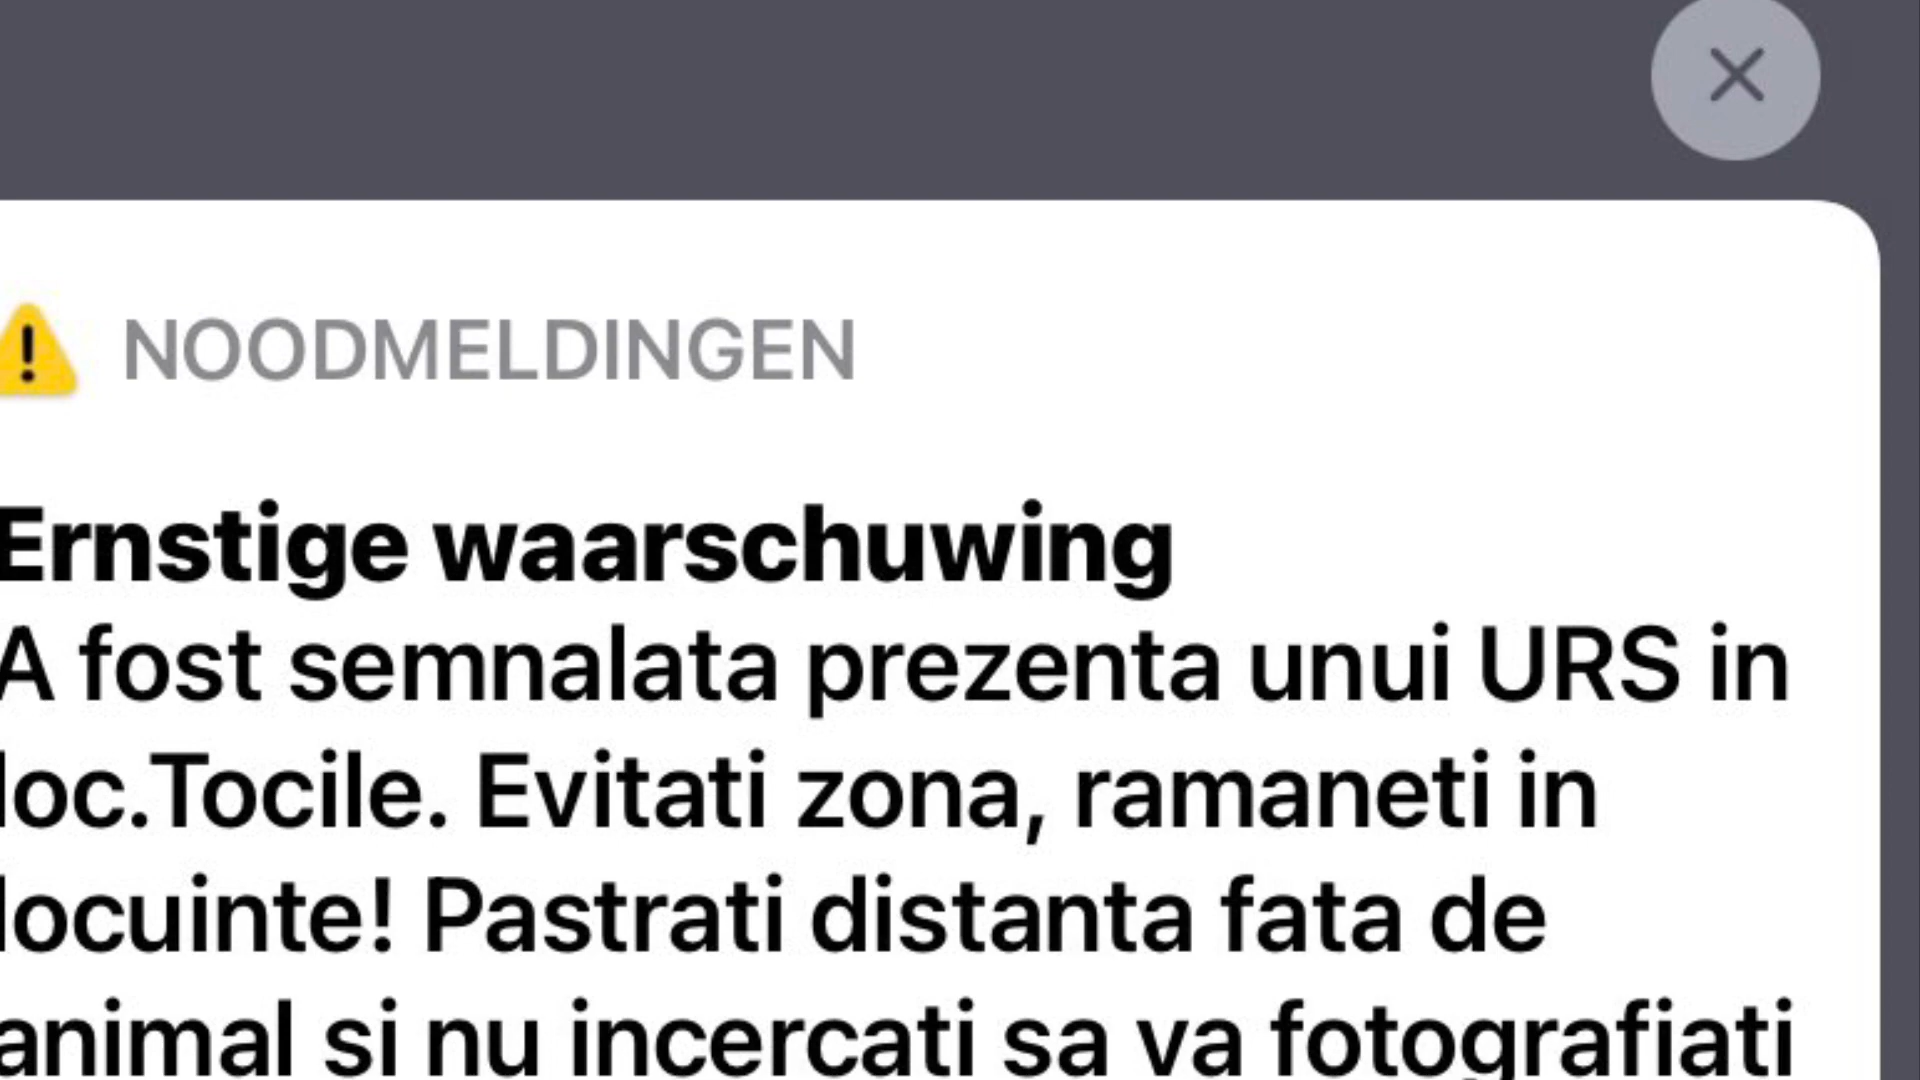 NOODMELDINGEN
Ernstige waarschuwing
A fost semnalata prezenta unui URS in
loc.Tocile. Evitati zona, ramaneti in
locuinte! Pastrati distanta fata de
animal si nu incercati sa va fotografiati